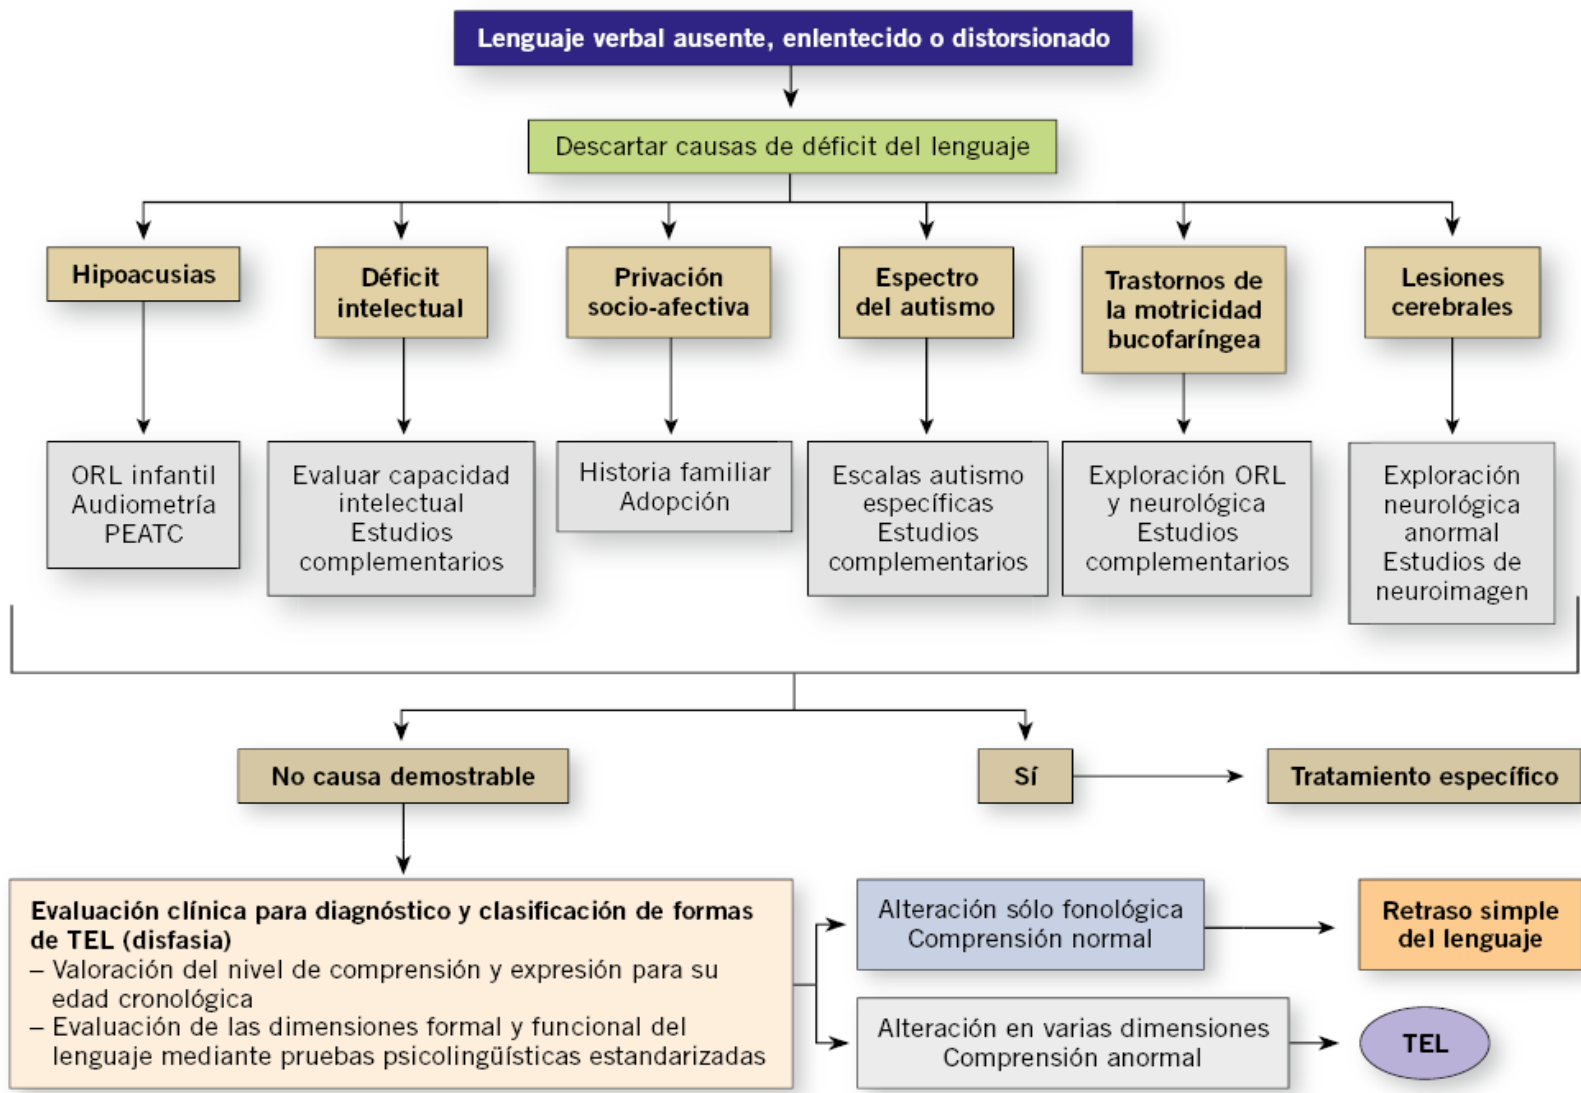 Lenguaje verbal ausente, enlentecido o distorsionado
Descartar causas de déficit del lenguaje
Hipoacusias
Déficit
intelectual
Privación
socio-afectiva
Espectro
del autismo
Trastornos de
la motricidad
bucofaríngea
Lesiones
cerebrales
ORL infantil
Audiometría
PEATC
Evaluar capacidad
intelectual
Estudios
complementarios
Historia familiar
Adopción
Escalas autismo
específicas
Estudios
complementarios
Exploración ORL
y neurológica
Estudios
complementarios
Exploración
neurológica
anormal
Estudios de
neuroimagen
No causa demostrable
Sí
Tratamiento específico
Evaluación clínica para diagnóstico y clasificación de formas
de TEL (disfasia)
– Valoración del nivel de comprensión y expresión para su
edad cronológica
– Evaluación de las dimensiones formal y funcional del
lenguaje mediante pruebas psicolingüísticas estandarizadas
Alteración sólo fonológica
Comprensión normal
Retraso simple
del lenguaje
Alteración en varias dimensiones
Comprensión anormal
TEL